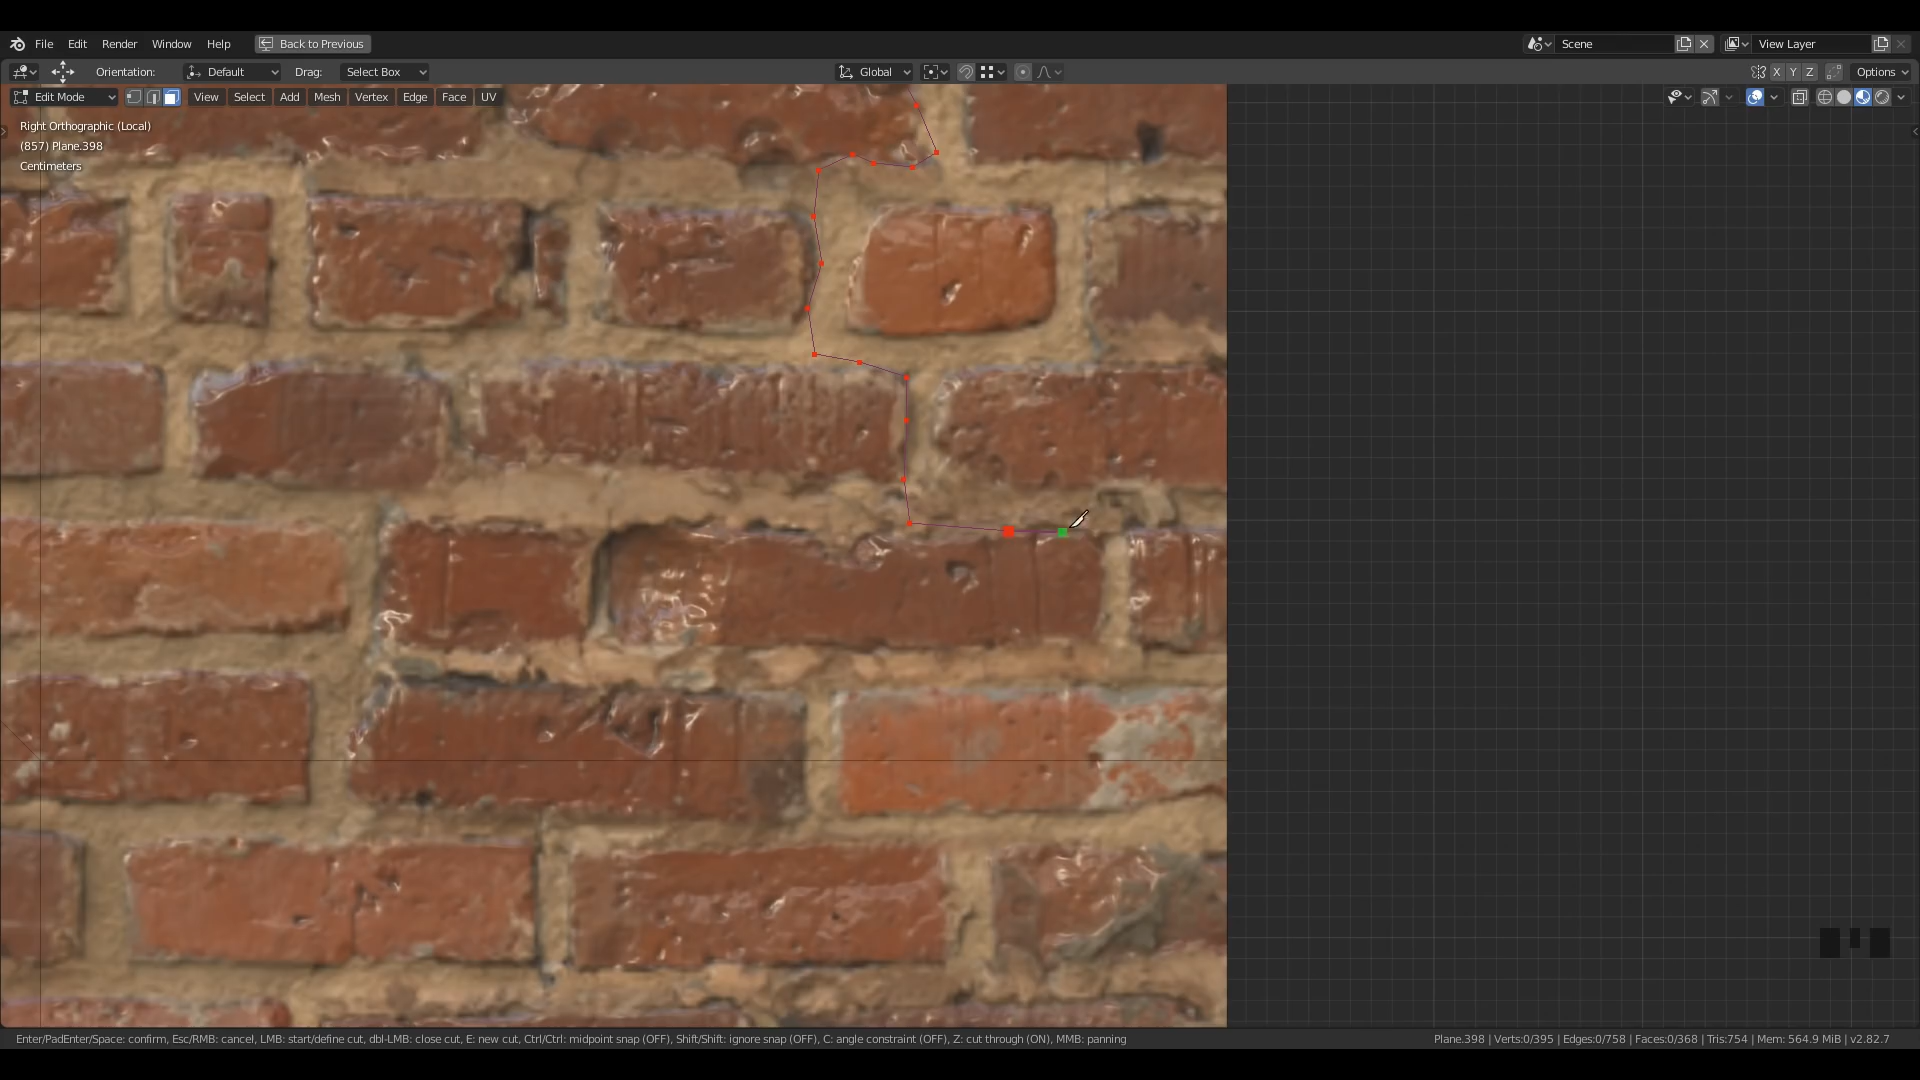 File Edit Render Window Help Back to Previous Scene View Layer
Orientation: Default Drag: Select Box Global X Y Z Options
Edit Mode View Select Add Mesh Vertex Edge Face UV
Right Orthographic (Local)
(857) Plane.398
Centimeters
Enter/PadEnter/Space: confirm, Esc/RMB: cancel, LMB: start/define cut, dbl-LMB: close cut, E: new cut, Ctrl/Ctrl: midpoint snap (OFF), Shift/Shift: ignore snap (OFF), C: angle constraint (OFF), Z: cut through (ON), MMB: panning Plane.398 | Verts:0/395 | Edges:0/758 | Faces:0/368 | Tris:754 | Mem: 564.9 MiB | v2.82.7